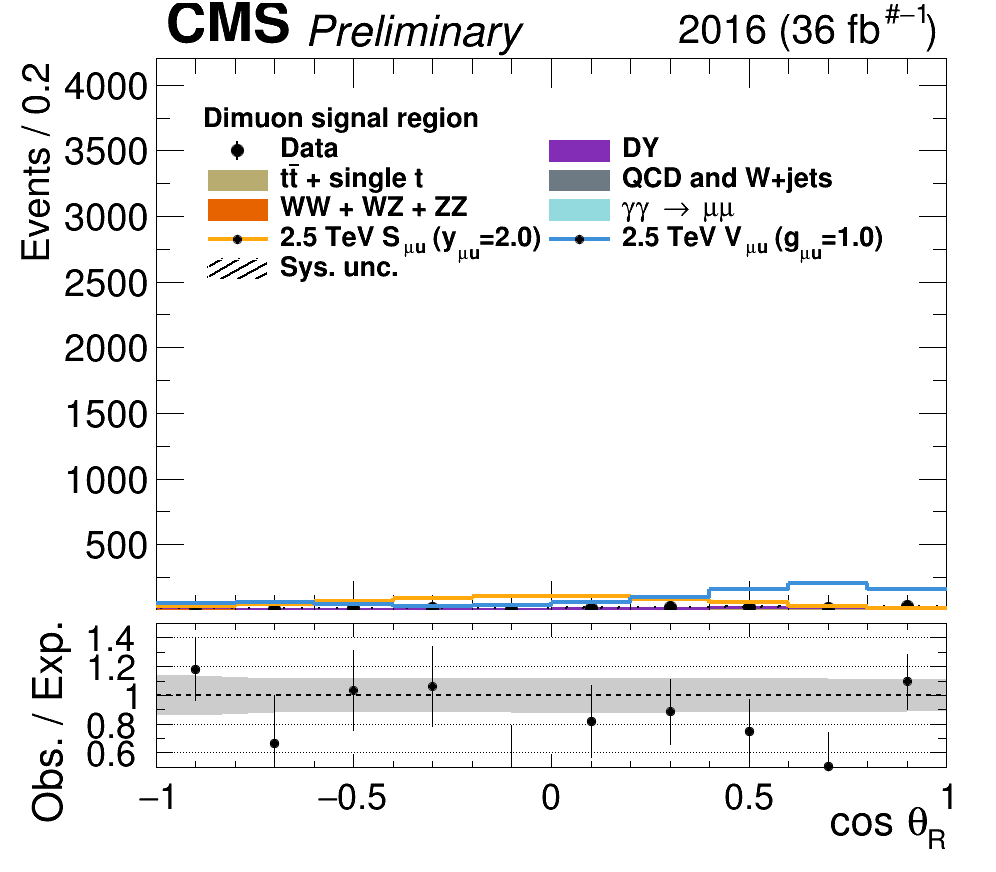 CMS Preliminary 2016 (36 fb#−1)
Events / 0.2
4000
3500
3000
2500
2000
1500
1000
500
Dimuon signal region
Data DY
tt̄ + single t QCD and W+jets
WW + WZ + ZZ γγ → μμ
2.5 TeV Sμu (yμu=2.0) 2.5 TeV Vμu (gμu=1.0)
Sys. unc.
Obs. / Exp.
1.4
1.2
1
0.8
0.6
−1 −0.5 0 0.5 1
cos θR